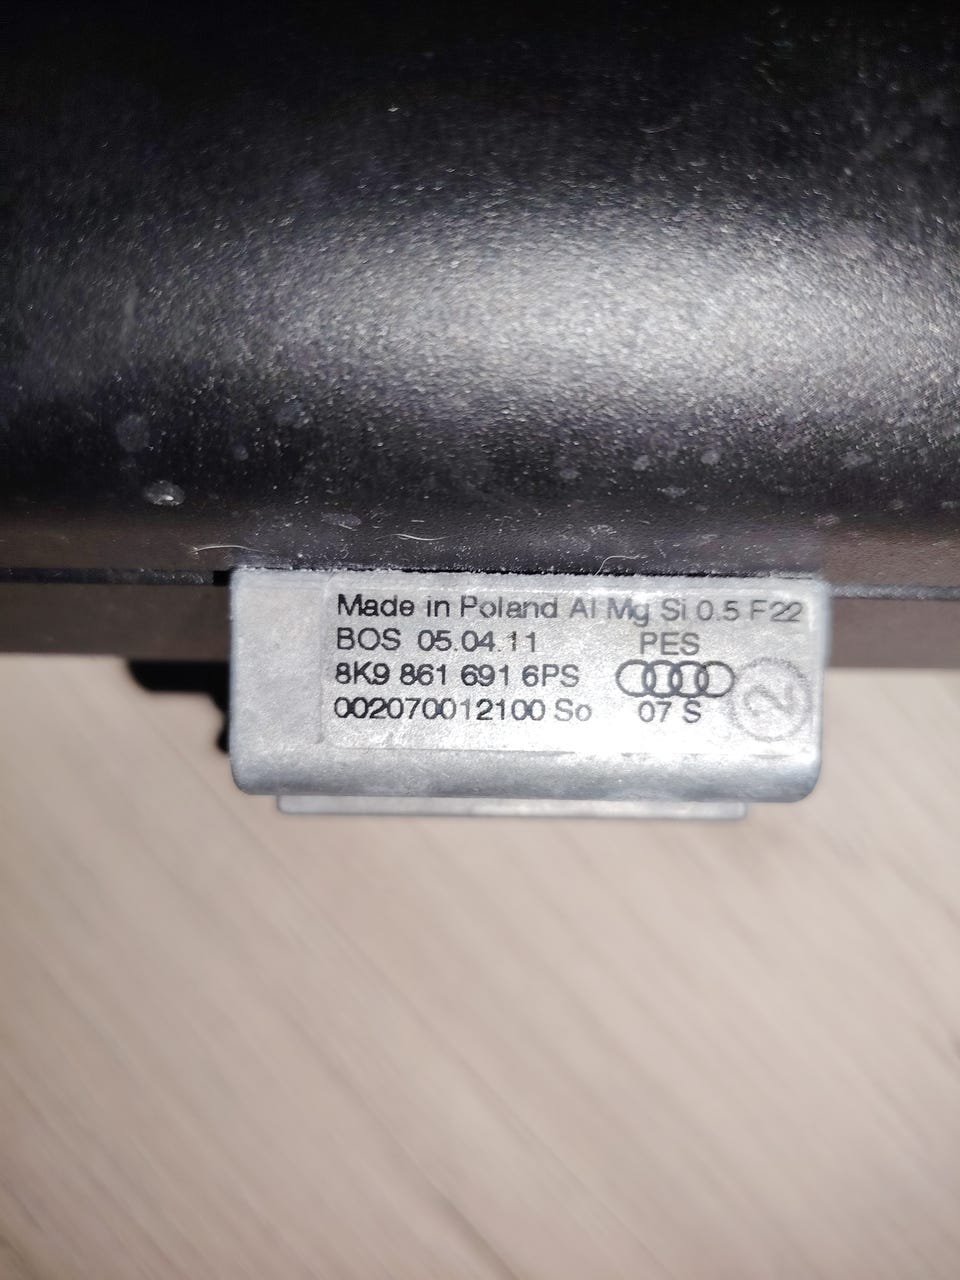 Made in Poland Al Mg Si 0.5 F22
BOS 05.04.11 PES
8K9 861 691 6PS
002070012100 So 07 S
2